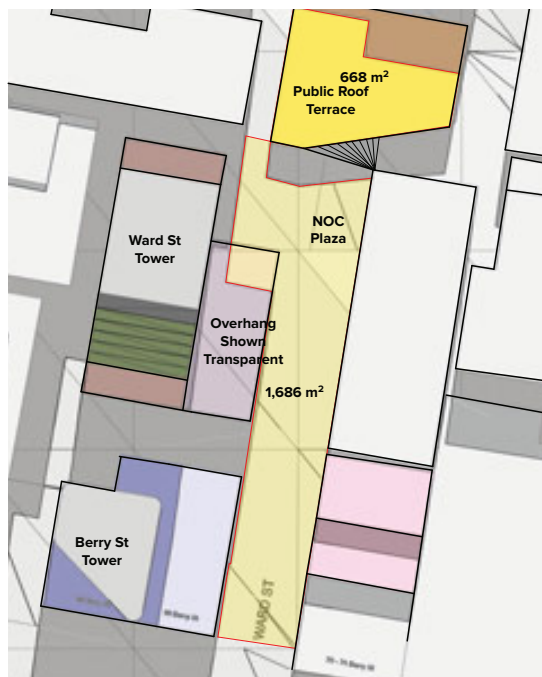 668 m²
Public Roof
Terrace
NOC
Plaza
Ward St
Tower
Overhang
Shown
Transparent
1,686 m²
Berry St
Tower
WARD ST